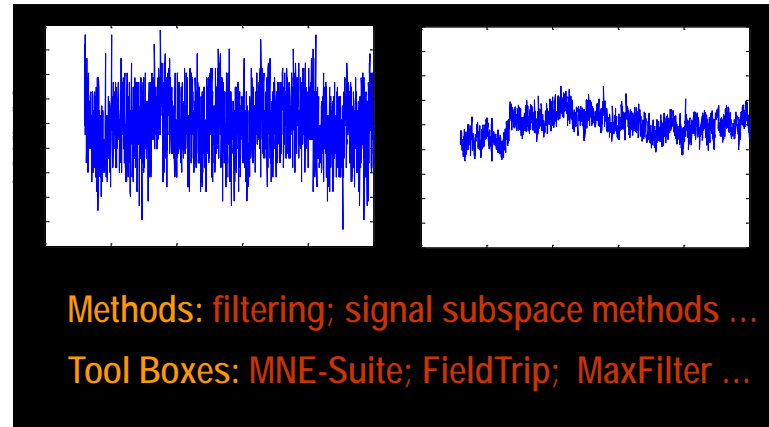 Methods: filtering; signal subspace methods ...
Tool Boxes: MNE-Suite; FieldTrip; MaxFilter ...